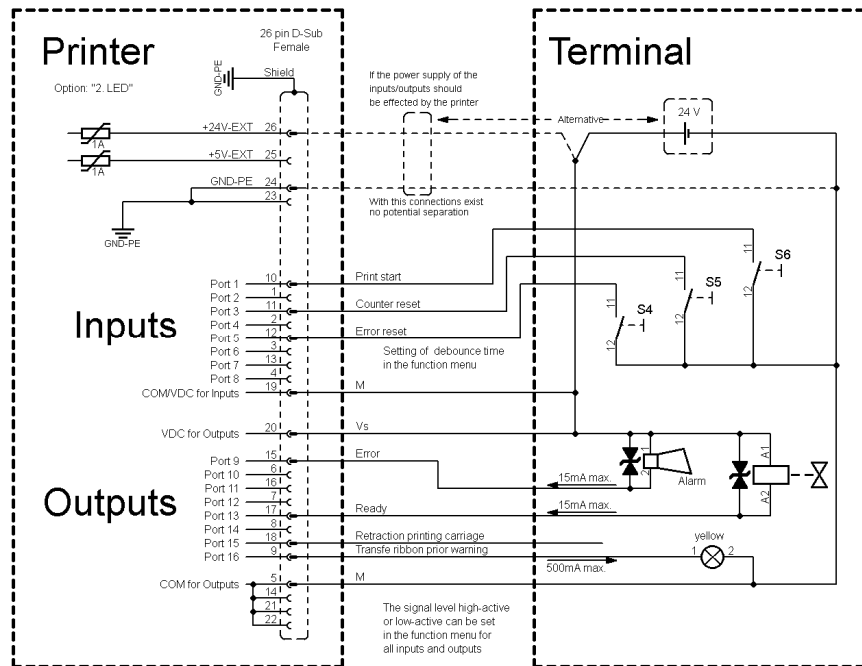 Printer
26 pin D-Sub
Female
Terminal
Shield
GND-PE
Option: "2. LED"
If the power supply of the
inputs/outputs should
be effected by the printer
Alternative
24 V
+24V-EXT 26
1A
+5V-EXT 25
1A
GND-PE 24
23
GND-PE
With this connections exist
no potential separation
11
S6
12
11
S5
12
11
S4
12
Inputs
Port 1 10 Print start
Port 2 1
Port 3 11 Counter reset
Port 4 2
Port 5 12 Error reset
Port 6 3
Port 7 13
Port 8 4
COM/VDC for Inputs 19 M
Setting of debounce time
in the function menu
VDC for Outputs 20 Vs
Outputs
Port 9 15 Error
Port 10 6
Port 11 16
Port 12 7
Port 13 17 Ready
Port 14 8
Port 15 18 Retraction printing carriage
Port 16 9 Transfe ribbon prior warning
1
2
Alarm
A1
A2
15mA max.
15mA max.
yellow
1 2
500mA max.
COM for Outputs 5 M
14
21
22
The signal level high-active
or low-active can be set
in the function menu for
all inputs and outputs